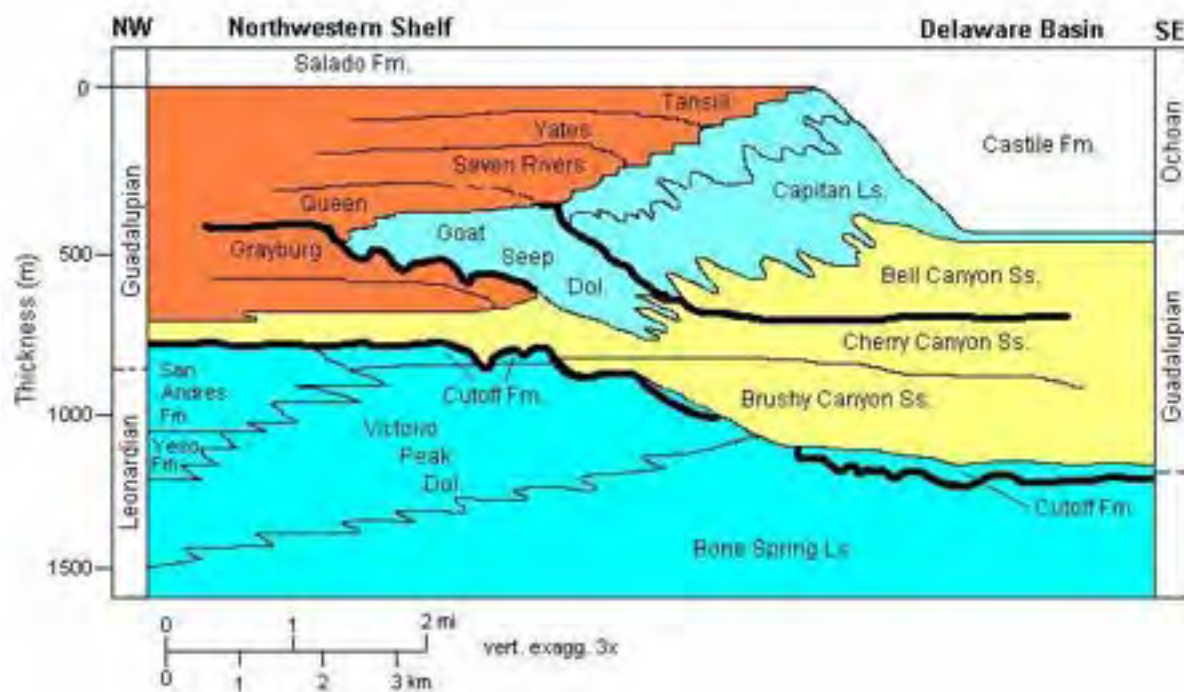 NW Northwestern Shelf Delaware Basin SE
Salado Fm.
0
Tansill
Yates
Seven Rivers
Queen
Grayburg
Goat
Seep
Dol.
Capitan Ls.
Castile Fm.
Ochoan
Guadalupian
500
Bell Canyon Ss.
Cherry Canyon Ss.
Brushy Canyon Ss.
Guadalupian
Thickness (m)
San
Andres
Fm.
Yeso
Fm.
1000
Cutoff Fm.
Victorio
Peak
Dol.
Leonardian
Cutoff Fm.
Bone Spring Ls
1500
0 1 2 mi
vert. exagg. 3x
0 1 2 3 km